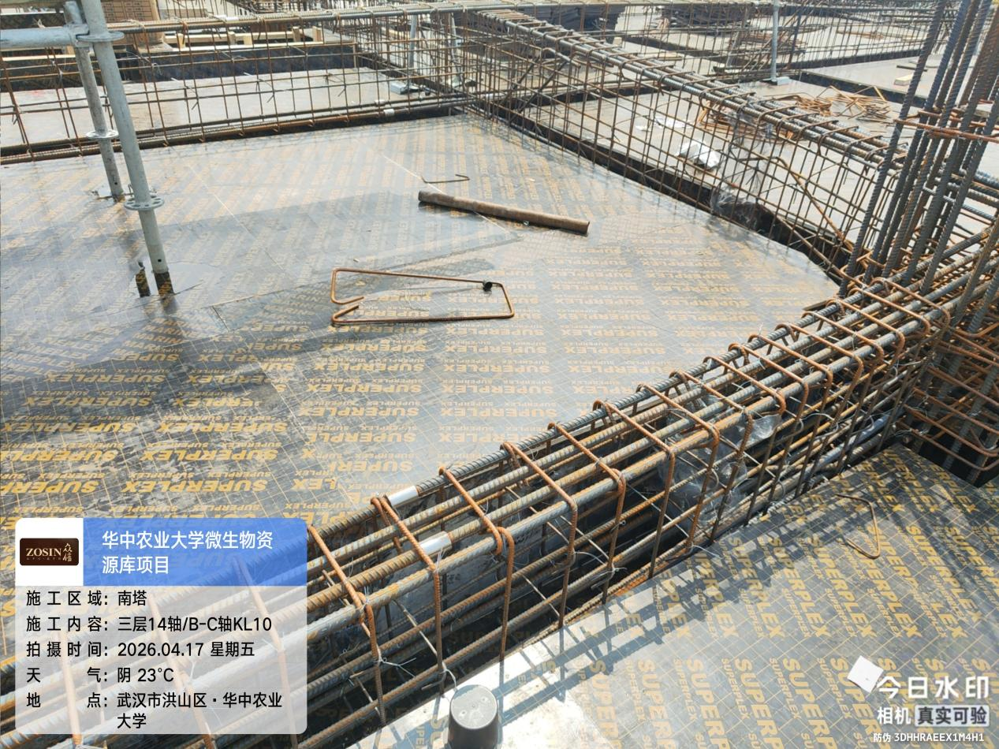 SUPERPLEX
ZOSIN 众信
华中农业大学微生物资
源库项目
施工区域：南塔
施工内容：三层14轴/B-C轴KL10
拍摄时间：2026.04.17 星期五
天气：阴 23℃
地点：武汉市洪山区·华中农业
大学
今日水印
相机 真实可验
防伪 3DHHRAEEX1M4H1